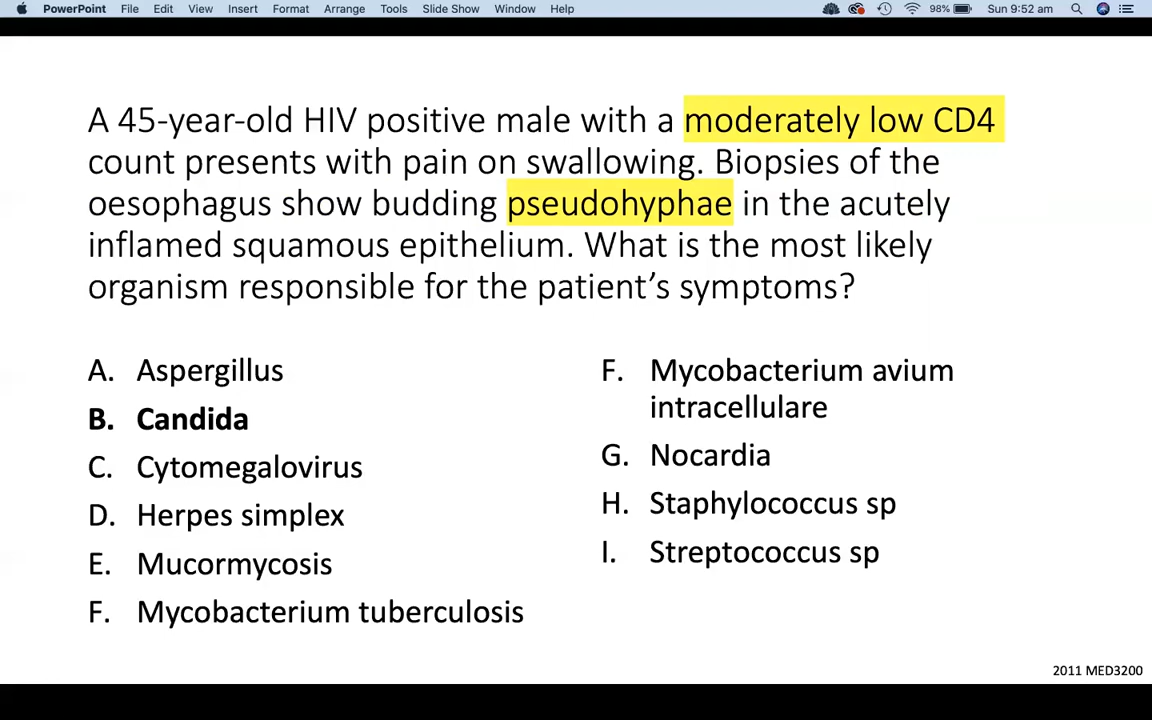 PowerPoint File Edit View Insert Format Arrange Tools Slide Show Window Help 98% Sun 9:52 am
A 45-year-old HIV positive male with a moderately low CD4
count presents with pain on swallowing. Biopsies of the
oesophagus show budding pseudohyphae in the acutely
inflamed squamous epithelium. What is the most likely
organism responsible for the patient’s symptoms?
A. Aspergillus
B. Candida
C. Cytomegalovirus
D. Herpes simplex
E. Mucormycosis
F. Mycobacterium tuberculosis
F. Mycobacterium avium
intracellulare
G. Nocardia
H. Staphylococcus sp
I. Streptococcus sp
2011 MED3200